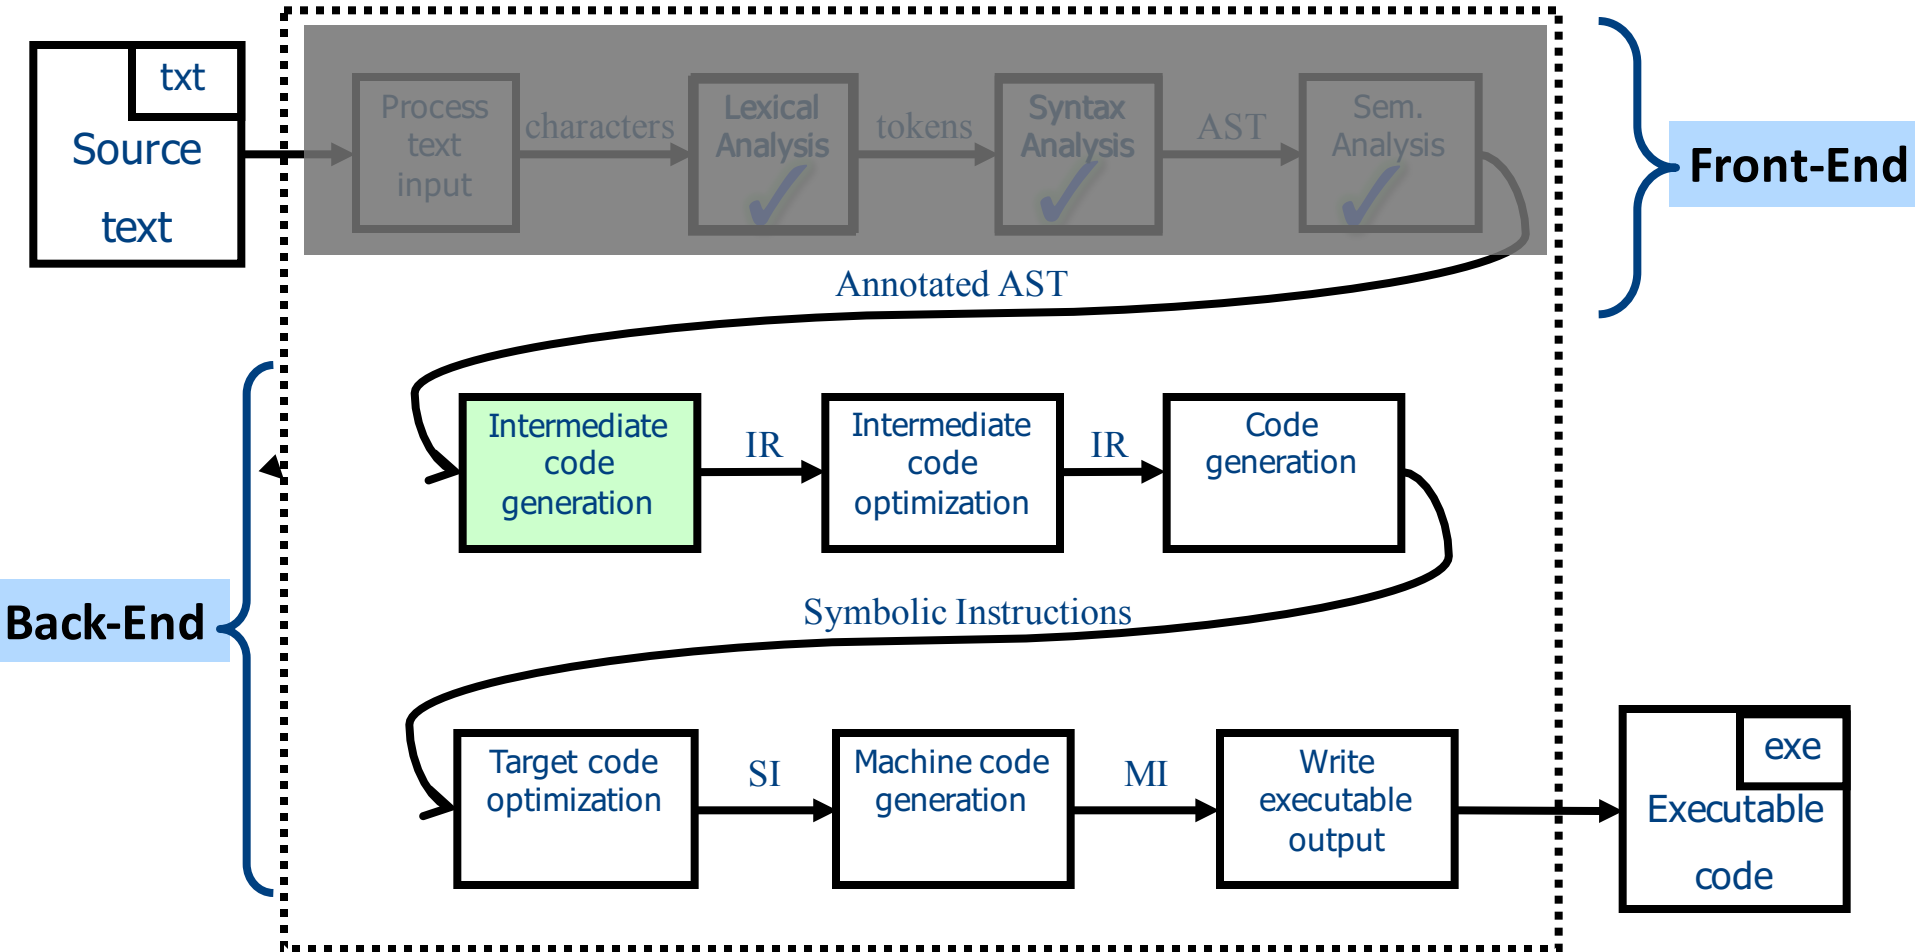 txt
Source
text
Process
text
input
characters
Lexical
Analysis
tokens
Syntax
Analysis
AST
Sem.
Analysis
Front-End
Annotated AST
Back-End
Intermediate
code
generation
IR
Intermediate
code
optimization
IR
Code
generation
Symbolic Instructions
Target code
optimization
SI
Machine code
generation
MI
Write
executable
output
exe
Executable
code